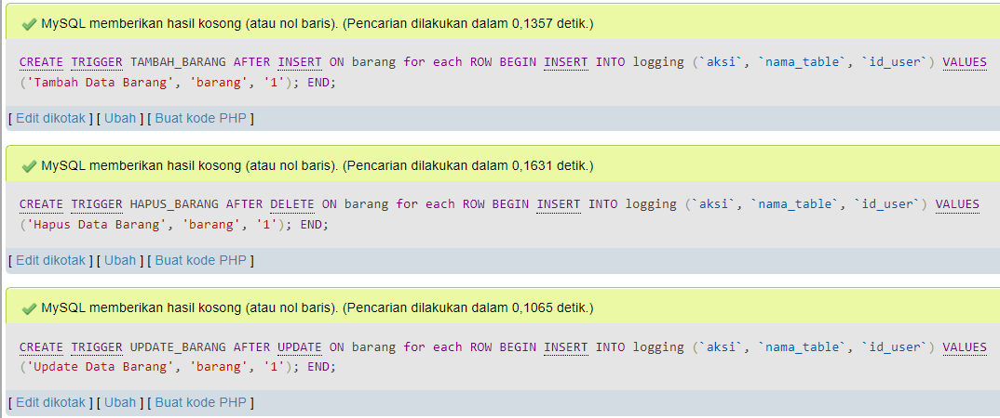 MySQL memberikan hasil kosong (atau nol baris). (Pencarian dilakukan dalam 0,1357 detik.)
CREATE TRIGGER TAMBAH_BARANG AFTER INSERT ON barang for each ROW BEGIN INSERT INTO logging (`aksi`, `nama_table`, `id_user`) VALUES
('Tambah Data Barang', 'barang', '1'); END;
[ Edit dikotak ] [ Ubah ] [ Buat kode PHP ]
MySQL memberikan hasil kosong (atau nol baris). (Pencarian dilakukan dalam 0,1631 detik.)
CREATE TRIGGER HAPUS_BARANG AFTER DELETE ON barang for each ROW BEGIN INSERT INTO logging (`aksi`, `nama_table`, `id_user`) VALUES
('Hapus Data Barang', 'barang', '1'); END;
[ Edit dikotak ] [ Ubah ] [ Buat kode PHP ]
MySQL memberikan hasil kosong (atau nol baris). (Pencarian dilakukan dalam 0,1065 detik.)
CREATE TRIGGER UPDATE_BARANG AFTER UPDATE ON barang for each ROW BEGIN INSERT INTO logging (`aksi`, `nama_table`, `id_user`) VALUES
('Update Data Barang', 'barang', '1'); END;
[ Edit dikotak ] [ Ubah ] [ Buat kode PHP ]